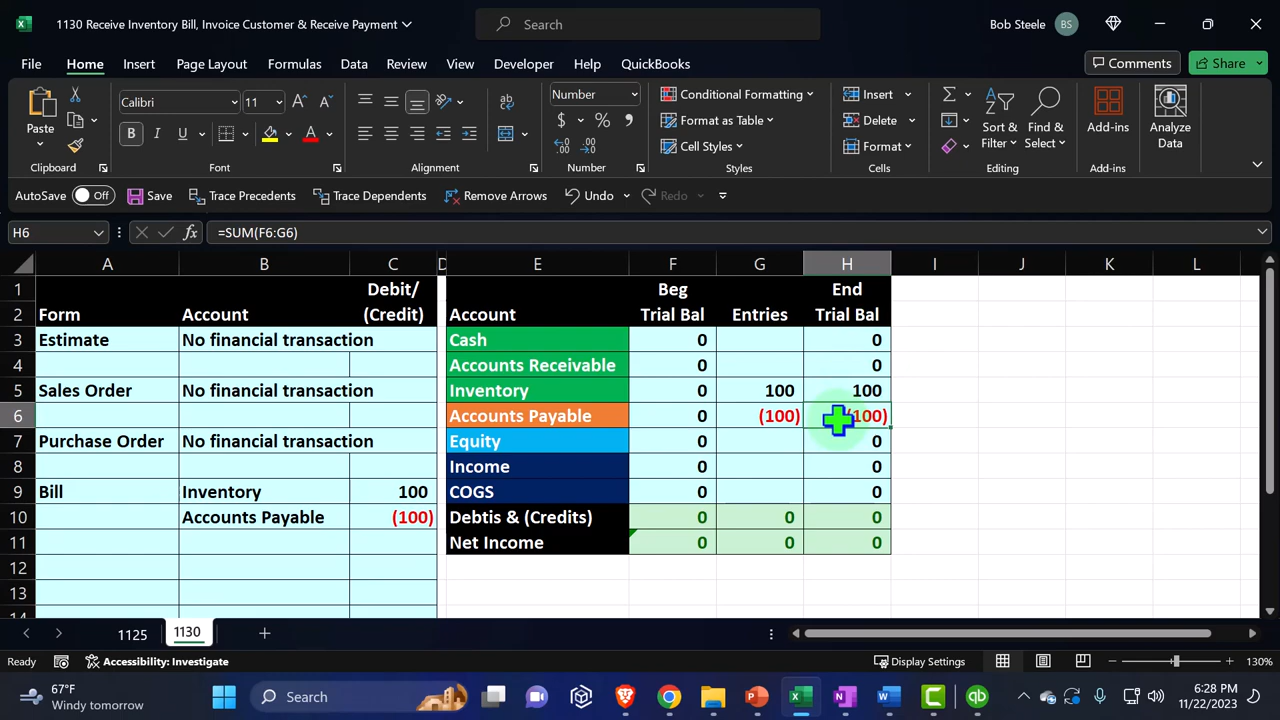 1130 Receive Inventory Bill, Invoice Customer & Receive Payment
Search
Bob Steele
BS
File Home Insert Page Layout Formulas Data Review View Developer Help QuickBooks
Comments
Share
Paste
Clipboard
Calibri 11
B I U
Font
Alignment
Number
$ % ,
Number
Conditional Formatting
Format as Table
Cell Styles
Styles
Insert
Delete
Format
Cells
Sort & Filter
Find & Select
Editing
Add-ins
Add-ins
Analyze Data
AutoSave Off Save Trace Precedents Trace Dependents Remove Arrows Undo Redo
H6 fx =SUM(F6:G6)
A B C D E F G H I J K L
1 Debit/ Beg End
2 Form Account (Credit) Account Trial Bal Entries Trial Bal
3 Estimate No financial transaction Cash 0 0
4 Accounts Receivable 0 0
5 Sales Order No financial transaction Inventory 0 100 100
6 Accounts Payable 0 (100) (100)
7 Purchase Order No financial transaction Equity 0 0
8 Income 0 0
9 Bill Inventory 100 COGS 0 0
10 Accounts Payable (100) Debtis & (Credits) 0 0 0
11 Net Income 0 0 0
12
13
14
1125 1130
Ready Accessibility: Investigate Display Settings 130%
67°F
Windy tomorrow
Search
6:28 PM
11/22/2023